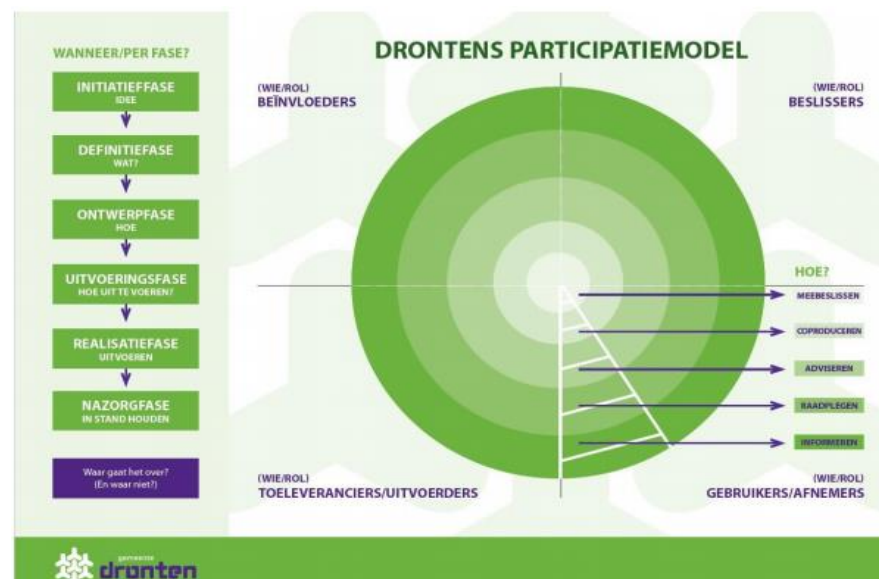 WANNEER/PER FASE?
INITIATIEFFASE
IDEE
DEFINITIEFASE
WAT?
ONTWERPFASE
HOE
UITVOERINGSFASE
HOE UIT TE VOEREN?
REALISATIEFASE
UITVOEREN
NAZORGFASE
IN STAND HOUDEN
Waar gaat het over?
(En waar niet?)
DRONTENS PARTICIPATIEMODEL
(WIE/ROL)
BEÏNVLOEDERS
(WIE/ROL)
BESLISSERS
HOE?
MEEBESLISSEN
COPRODUCEREN
ADVISEREN
RAADPLEGEN
INFORMEREN
(WIE/ROL)
TOELEVERANCIERS/UITVOERDERS
(WIE/ROL)
GEBRUIKERS/AFNEMERS
gemeente
dronten